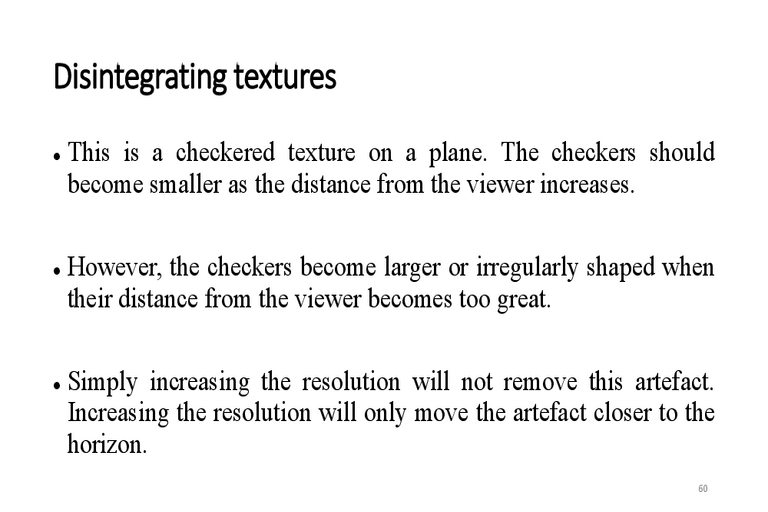 Disintegrating textures
• This is a checkered texture on a plane. The checkers should
become smaller as the distance from the viewer increases.
• However, the checkers become larger or irregularly shaped when
their distance from the viewer becomes too great.
• Simply increasing the resolution will not remove this artefact.
Increasing the resolution will only move the artefact closer to the
horizon.
60